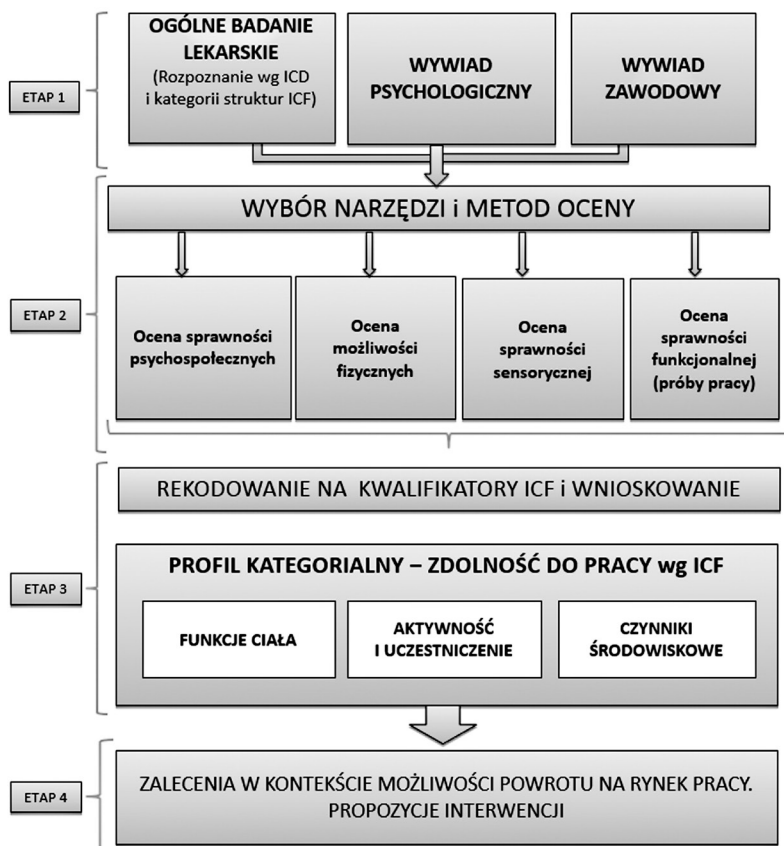 ETAP 1
OGÓLNE BADANIE
LEKARSKIE
(Rozpoznanie wg ICD
i kategorii struktur ICF)
WYWIAD
PSYCHOLOGICZNY
WYWIAD
ZAWODOWY
ETAP 2
WYBÓR NARZĘDZI i METOD OCENY
Ocena sprawności
psychospołecznych
Ocena
możliwości
fizycznych
Ocena
sprawności
sensorycznej
Ocena
sprawności
funkcjonalnej
(próby pracy)
ETAP 3
REKODOWANIE NA KWALIFIKATORY ICF i WNIOSKOWANIE
PROFIL KATEGORIALNY – ZDOLNOŚĆ DO PRACY wg ICF
FUNKCJE CIAŁA
AKTYWNOŚĆ
I UCZESTNICZENIE
CZYNNIKI
ŚRODOWISKOWE
ETAP 4
ZALECENIA W KONTEKŚCIE MOŻLIWOŚCI POWROTU NA RYNEK PRACY.
PROPOZYCJE INTERWENCJI